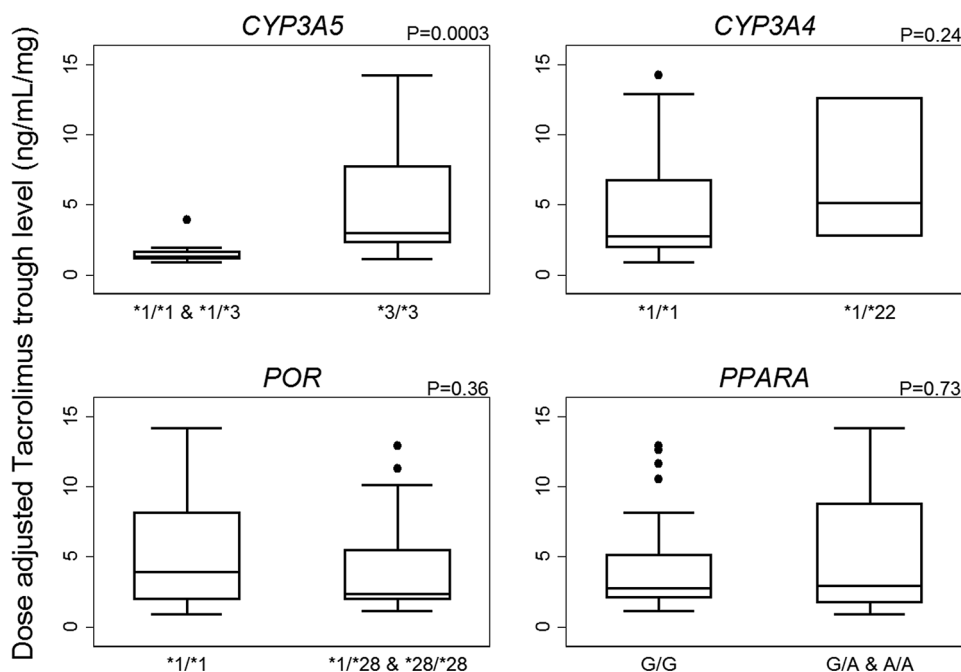 Dose adjusted Tacrolimus trough level (ng/mL/mg)
CYP3A5
P=0.0003
15
10
5
0
*1/*1 & *1/*3
*3/*3
CYP3A4
P=0.24
15
10
5
0
*1/*1
*1/*22
POR
P=0.36
15
10
5
0
*1/*1
*1/*28 & *28/*28
PPARA
P=0.73
15
10
5
0
G/G
G/A & A/A